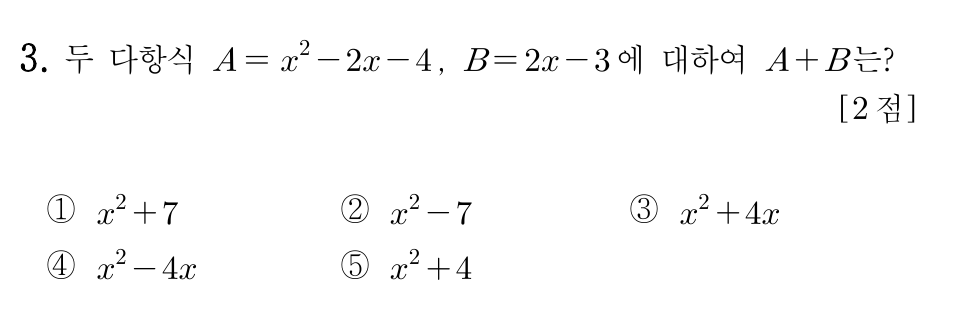 3. 두 다항식 A = x² − 2x − 4, B = 2x − 3에 대하여 A + B는?
[2점]
① x² + 7 ② x² − 7 ③ x² + 4x
④ x² − 4x ⑤ x² + 4